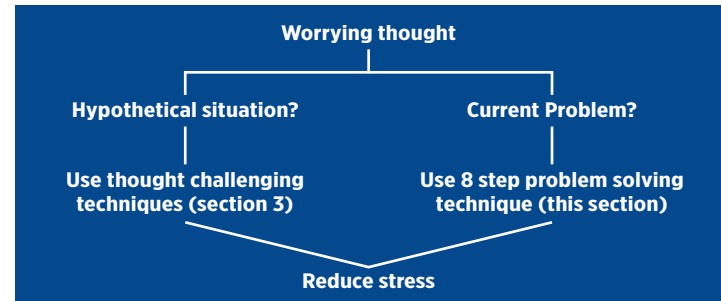 Worrying thought
Hypothetical situation?
Current Problem?
Use thought challenging
techniques (section 3)
Use 8 step problem solving
technique (this section)
Reduce stress